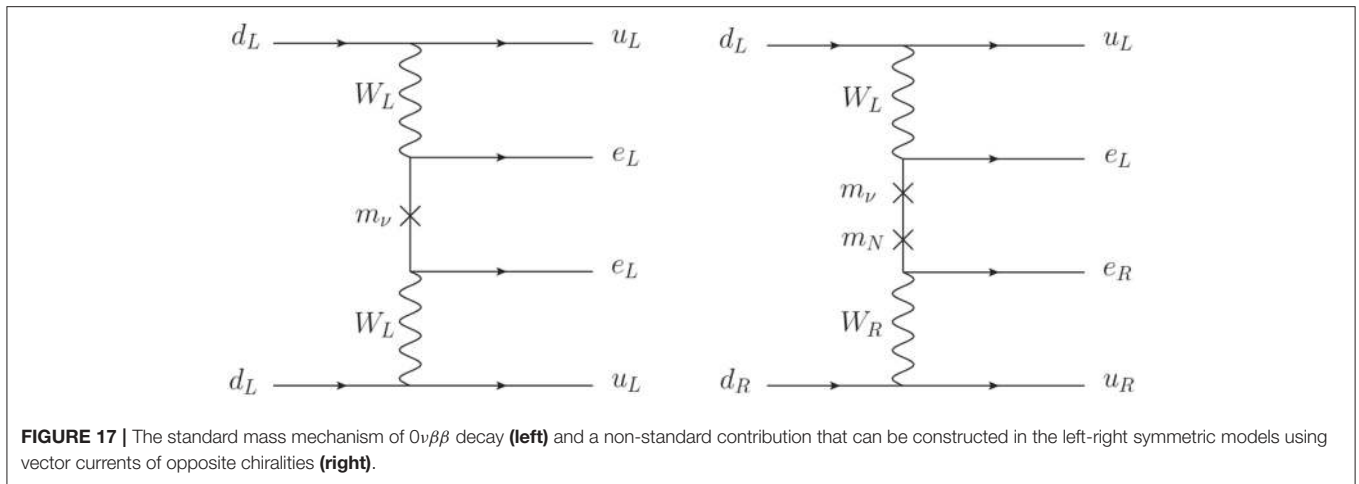 d_L u_L d_L u_L
W_L W_L
e_L e_L
m_ν
m_ν m_N
e_L e_R
W_L W_R
d_L u_L d_R u_R
FIGURE 17 | The standard mass mechanism of 0νββ decay (left) and a non-standard contribution that can be constructed in the left-right symmetric models using
vector currents of opposite chiralities (right).